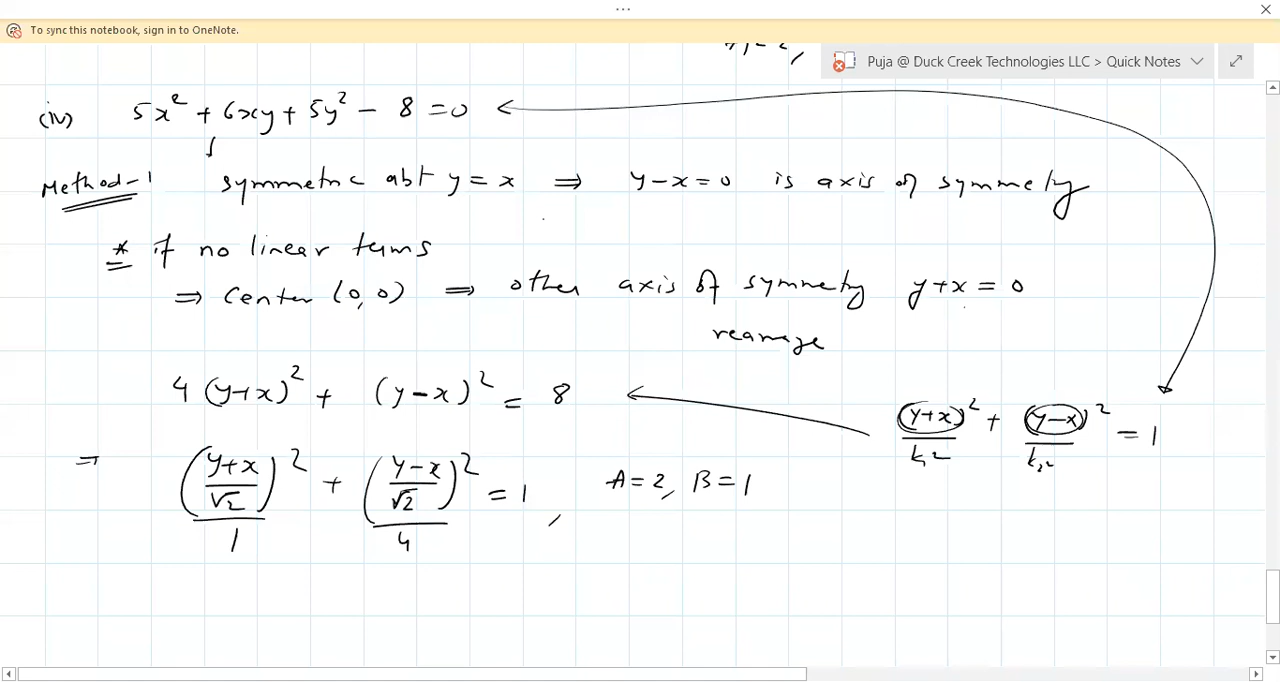 To sync this notebook, sign in to OneNote.
Puja @ Duck Creek Technologies LLC > Quick Notes
(iv) 5x² + 6xy + 5y² - 8 = 0
Method-1 symmetric abt y = x ⇒ y-x=0 is axis of symmetry
* if no linear terms
⇒ center (0,0) ⇒ other axis of symmetry y+x = 0
rearrange
4(y+x)² + (y-x)² = 8
(y+x)²/k₁² + (y-x)²/k₂² = 1
⇒ ((y+x)/√2)²/1 + ((y-x)/√2)²/4 = 1, A=2, B=1